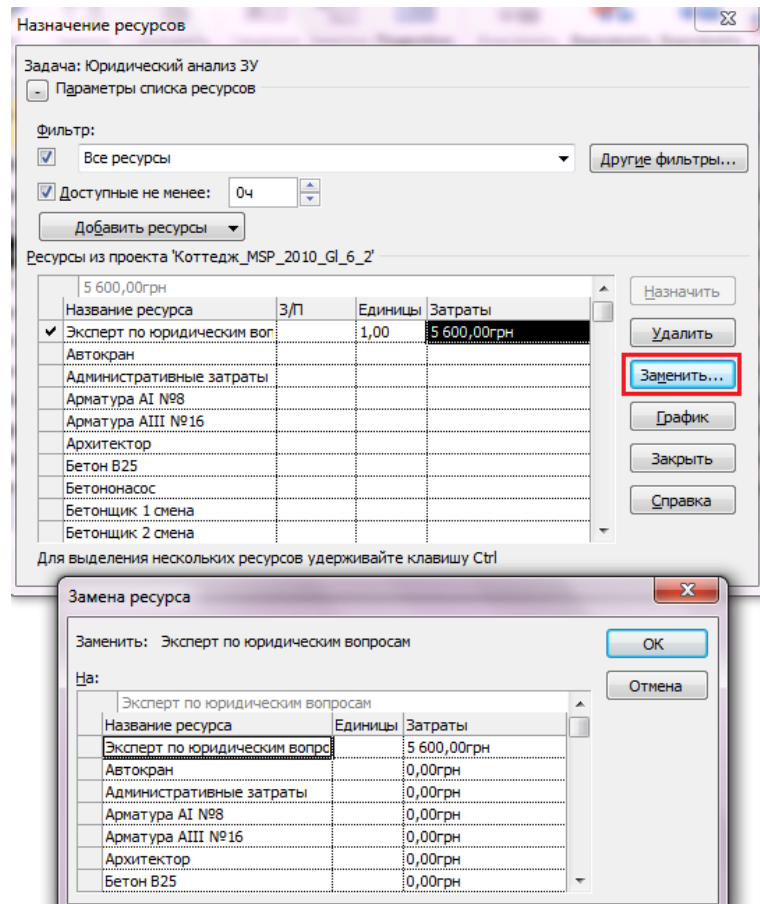 Назначение ресурсов
Задача: Юридический анализ ЗУ
- Параметры списка ресурсов
Фильтр:
Все ресурсы Другие фильтры...
Доступные не менее: 0ч
Добавить ресурсы
Ресурсы из проекта 'Коттедж_MSP_2010_Gl_6_2'
5 600,00грн Назначить
Название ресурса З/П Единицы Затраты
Эксперт по юридическим вог 1,00 5 600,00грн Удалить
Автокран
Административные затраты Заменить...
Арматура АI №8
Арматура АIII №16 График
Архитектор
Бетон В25 Закрыть
Бетононасос
Бетонщик 1 смена Справка
Бетонщик 2 смена
Для выделения нескольких ресурсов удерживайте клавишу Ctrl
Замена ресурса
Заменить: Эксперт по юридическим вопросам ОК
На: Отмена
Эксперт по юридическим вопросам
Название ресурса Единицы Затраты
Эксперт по юридическим вопрс 5 600,00грн
Автокран 0,00грн
Административные затраты 0,00грн
Арматура АI №8 0,00грн
Арматура АIII №16 0,00грн
Архитектор 0,00грн
Бетон В25 0,00грн